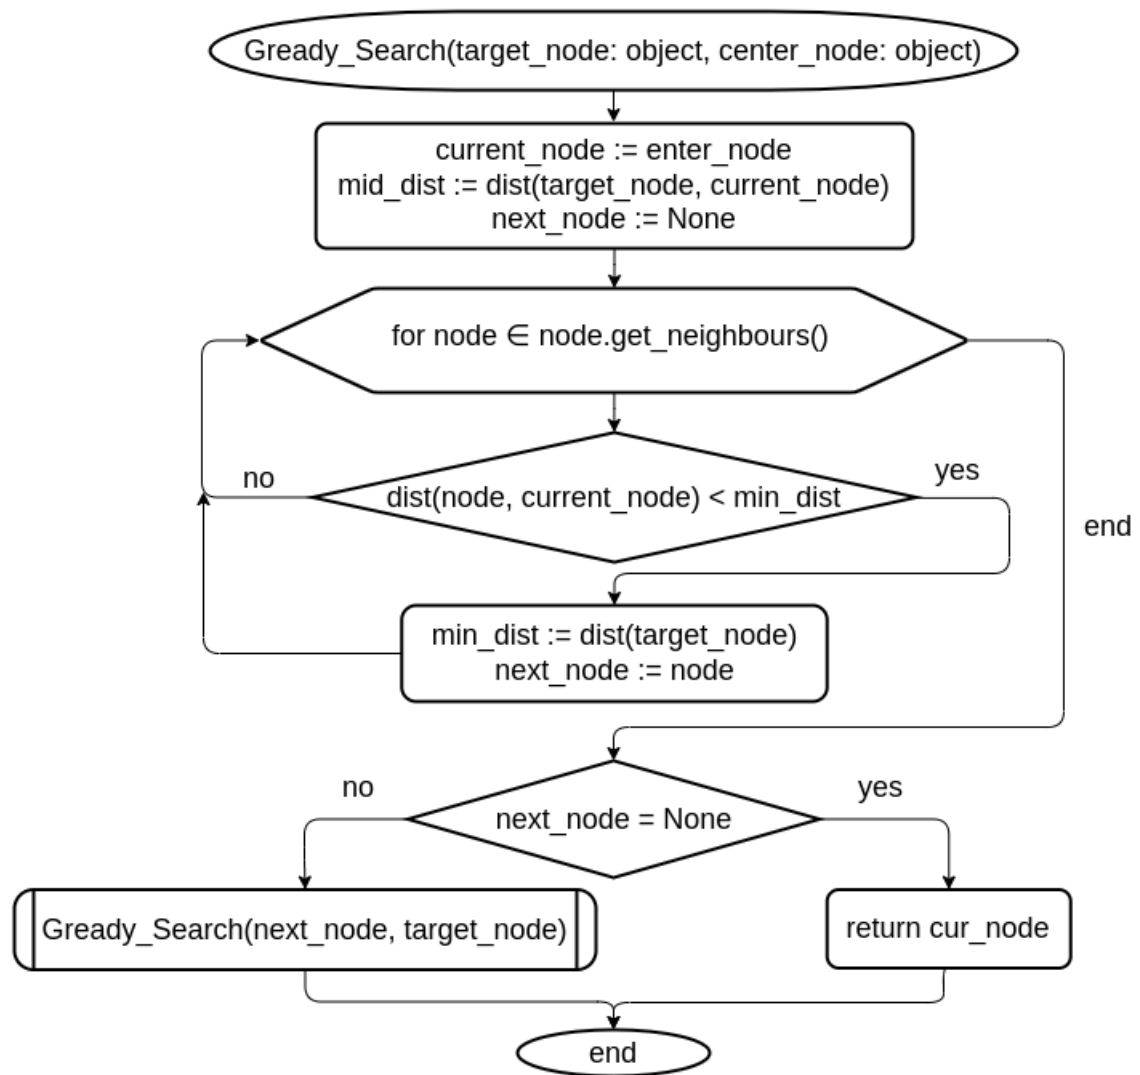 Gready_Search(target_node: object, center_node: object)
current_node := enter_node
mid_dist := dist(target_node, current_node)
next_node := None
for node ∈ node.get_neighbours()
no
yes
dist(node, current_node) < min_dist
end
min_dist := dist(target_node)
next_node := node
no
yes
next_node = None
Gready_Search(next_node, target_node)
return cur_node
end